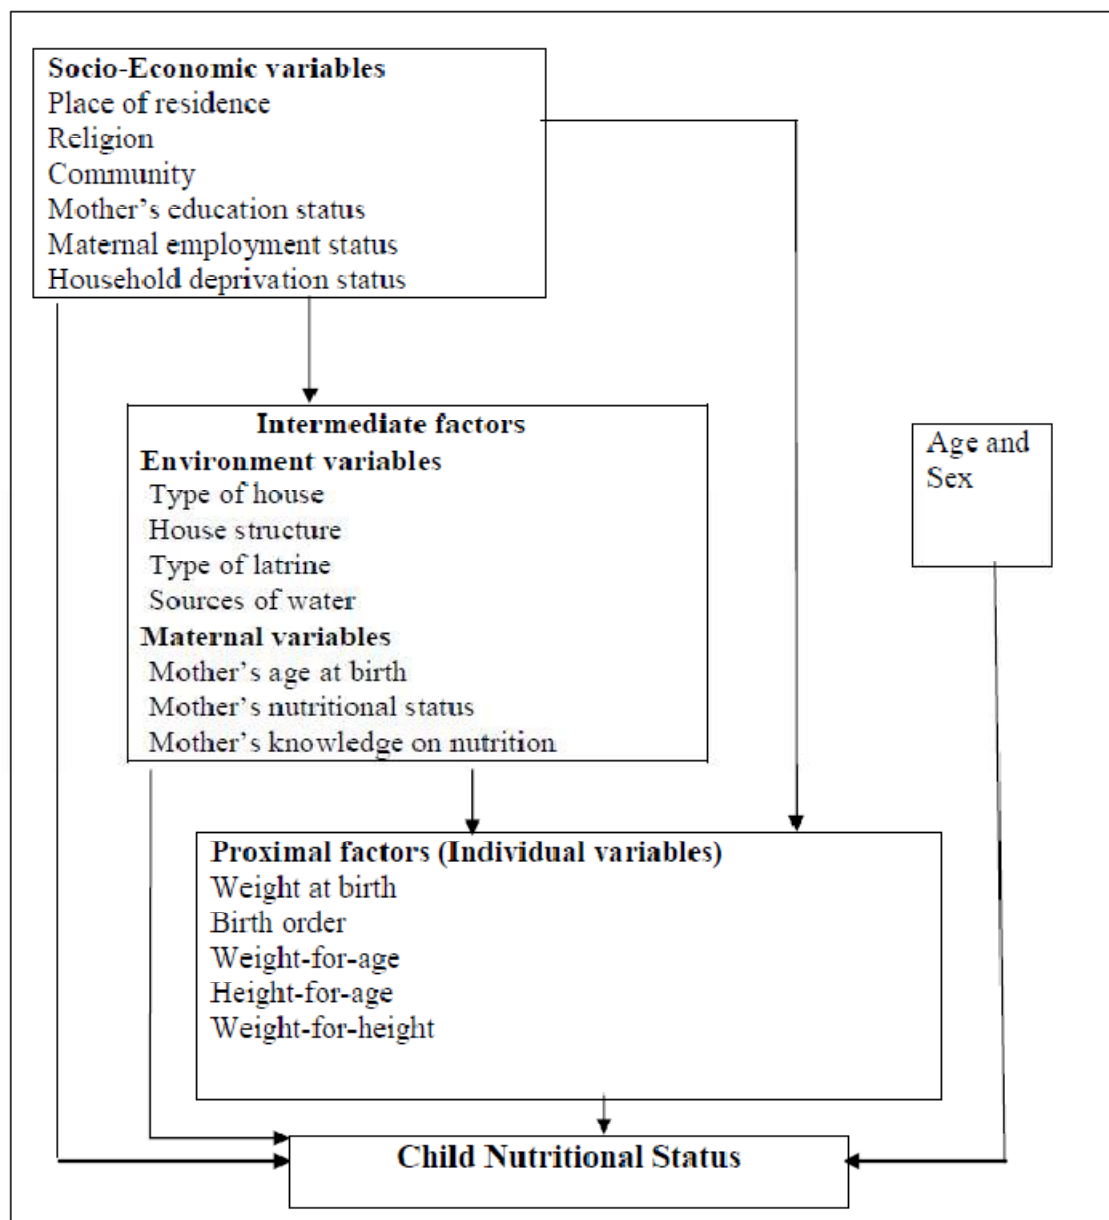 Socio-Economic variables
Place of residence
Religion
Community
Mother's education status
Maternal employment status
Household deprivation status
Intermediate factors
Environment variables
Type of house
House structure
Type of latrine
Sources of water
Maternal variables
Mother's age at birth
Mother's nutritional status
Mother's knowledge on nutrition
Age and
Sex
Proximal factors (Individual variables)
Weight at birth
Birth order
Weight-for-age
Height-for-age
Weight-for-height
Child Nutritional Status